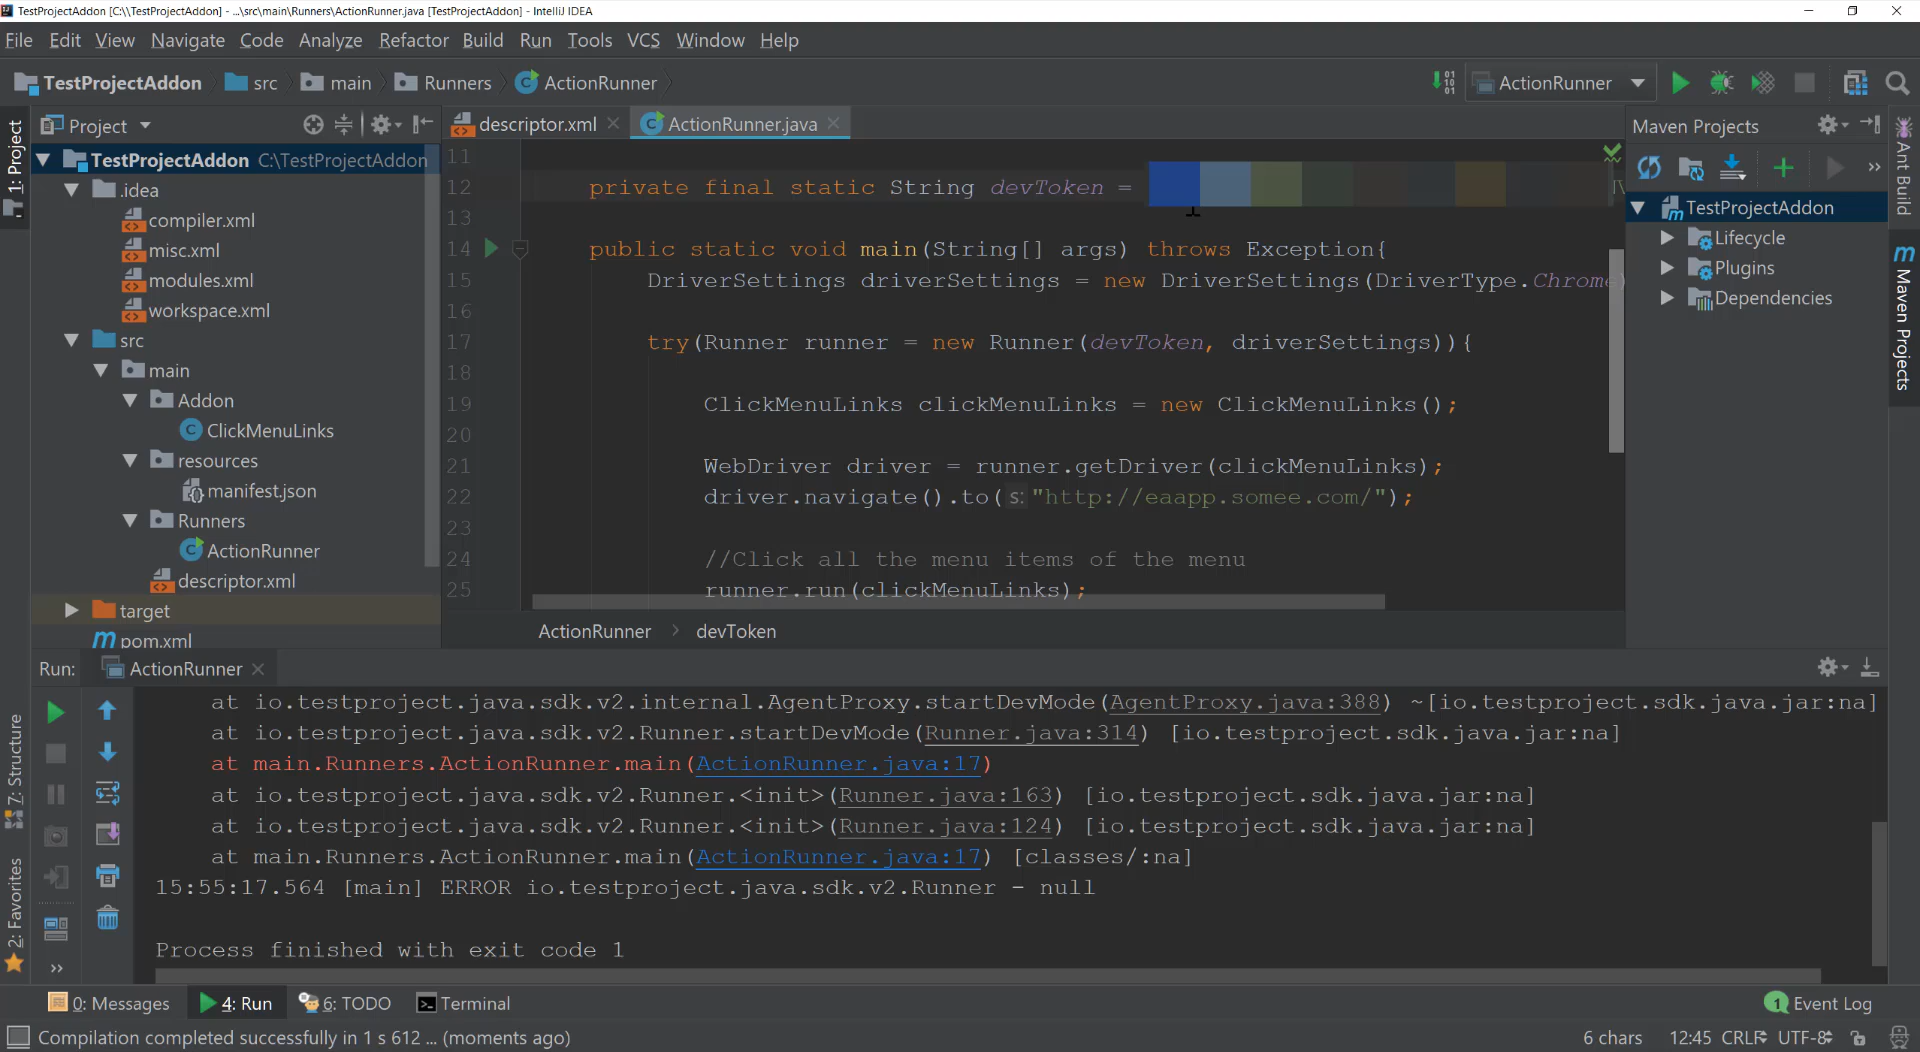 TestProjectAddon [C:\\TestProjectAddon] - ...\src\main\Runners\ActionRunner.java [TestProjectAddon] - IntelliJ IDEA
File Edit View Navigate Code Analyze Refactor Build Run Tools VCS Window Help
TestProjectAddon src main Runners ActionRunner
ActionRunner
1: Project
Project
TestProjectAddon C:\TestProjectAddon
.idea
compiler.xml
misc.xml
modules.xml
workspace.xml
src
main
Addon
ClickMenuLinks
resources
manifest.json
Runners
ActionRunner
descriptor.xml
target
pom.xml
descriptor.xml ActionRunner.java
11
12 private final static String devToken =
13
14 public static void main(String[] args) throws Exception{
15 DriverSettings driverSettings = new DriverSettings(DriverType.Chrome)
16
17 try(Runner runner = new Runner(devToken, driverSettings)){
18
19 ClickMenuLinks clickMenuLinks = new ClickMenuLinks();
20
21 WebDriver driver = runner.getDriver(clickMenuLinks);
22 driver.navigate().to( s: "http://eaapp.somee.com/");
23
24 //Click all the menu items of the menu
25 runner.run(clickMenuLinks);
ActionRunner devToken
Maven Projects
TestProjectAddon
Lifecycle
Plugins
Dependencies
Ant Build
Maven Projects
Run: ActionRunner
at io.testproject.java.sdk.v2.internal.AgentProxy.startDevMode(AgentProxy.java:388) ~[io.testproject.sdk.java.jar:na]
at io.testproject.java.sdk.v2.Runner.startDevMode(Runner.java:314) [io.testproject.sdk.java.jar:na]
at main.Runners.ActionRunner.main(ActionRunner.java:17)
at io.testproject.java.sdk.v2.Runner.<init>(Runner.java:163) [io.testproject.sdk.java.jar:na]
at io.testproject.java.sdk.v2.Runner.<init>(Runner.java:124) [io.testproject.sdk.java.jar:na]
at main.Runners.ActionRunner.main(ActionRunner.java:17) [classes/:na]
15:55:17.564 [main] ERROR io.testproject.java.sdk.v2.Runner - null
Process finished with exit code 1
7: Structure
2: Favorites
0: Messages 4: Run 6: TODO Terminal
1 Event Log
Compilation completed successfully in 1 s 612 ... (moments ago)
6 chars 12:45 CRLF UTF-8